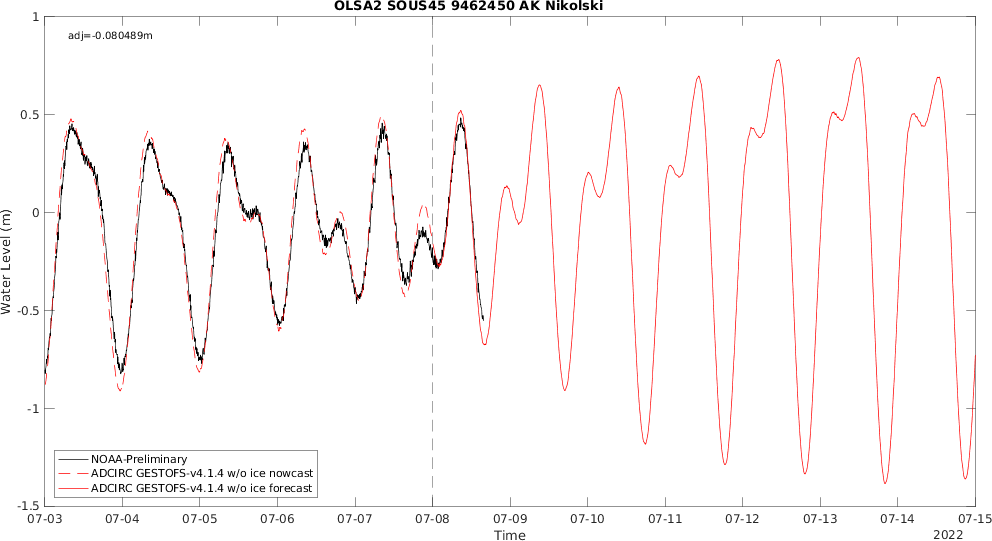 OLSA2 SOUS45 9462450 AK Nikolski
adj=-0.080489m
1
0.5
0
-0.5
-1
-1.5
Water Level (m)
NOAA-Preliminary
ADCIRC GESTOFS-v4.1.4 w/o ice nowcast
ADCIRC GESTOFS-v4.1.4 w/o ice forecast
07-03 07-04 07-05 07-06 07-07 07-08 07-09 07-10 07-11 07-12 07-13 07-14 07-15
Time
2022